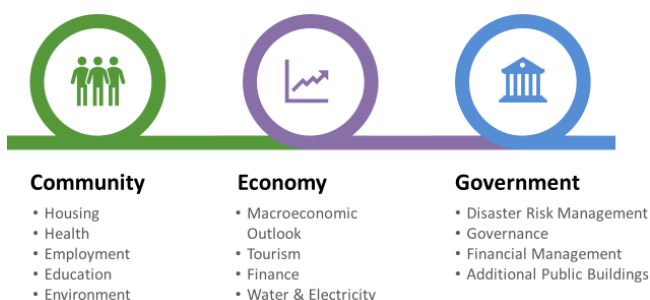 Community
• Housing
• Health
• Employment
• Education
• Environment
Economy
• Macroeconomic
Outlook
• Tourism
• Finance
• Water & Electricity
Government
• Disaster Risk Management
• Governance
• Financial Management
• Additional Public Buildings